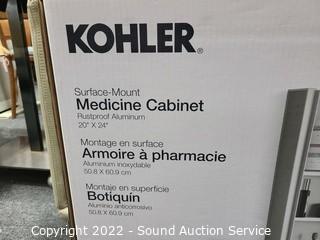 KOHLER®
Surface-Mount
Medicine Cabinet
Rustproof Aluminum
20" X 24"
Montage en surface
Armoire à pharmacie
Aluminium inoxydable
50.8 X 60.9 cm
Montaje en superficie
Botiquín
Aluminio anticorrosivo
50.8 X 60.9 cm
Copyright 2022 - Sound Auction Service